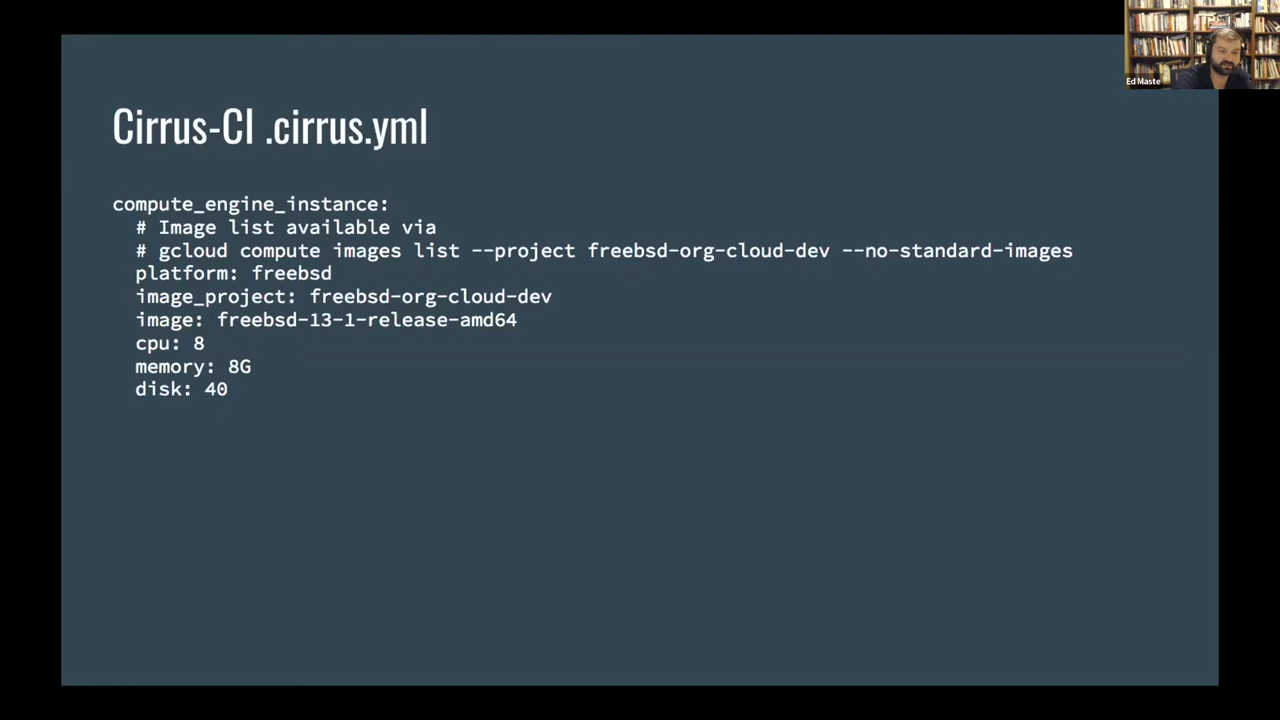 Cirrus-CI .cirrus.yml
compute_engine_instance:
# Image list available via
# gcloud compute images list --project freebsd-org-cloud-dev --no-standard-images
platform: freebsd
image_project: freebsd-org-cloud-dev
image: freebsd-13-1-release-amd64
cpu: 8
memory: 8G
disk: 40
Ed Maste